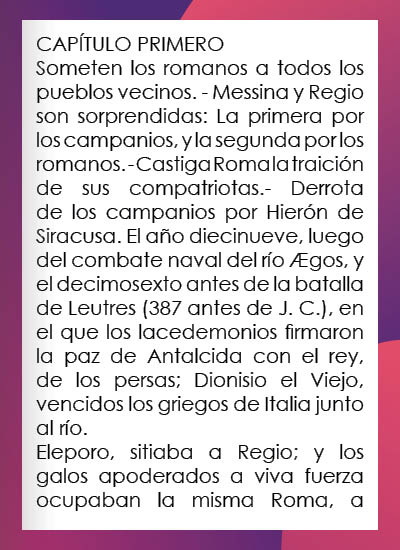 CAPÍTULO PRIMERO
Someten los romanos a todos los
pueblos vecinos. - Messina y Regio
son sorprendidas: La primera por
los campanios, y la segunda por los
romanos. - Castiga Roma la traición
de sus compatriotas.- Derrota
de los campanios por Hierón de
Siracusa. El año diecinueve, luego
del combate naval del río Ægos, y
el decimosexto antes de la batalla
de Leutres (387 antes de J. C.), en
el que los lacedemonios firmaron
la paz de Antalcida con el rey,
de los persas; Dionisio el Viejo,
vencidos los griegos de Italia junto
al río.
Eleporo, sitiaba a Regio; y los
galos apoderados a viva fuerza
ocupaban la misma Roma, a